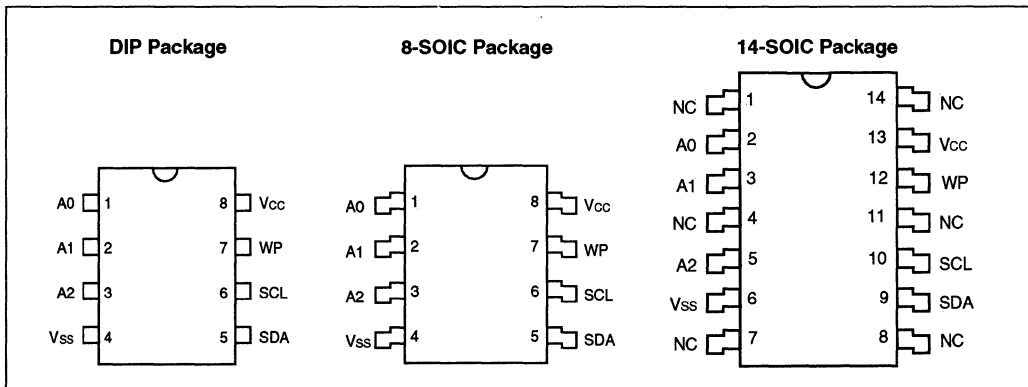 DIP Package
A0 1 8 VCC
A1 2 7 WP
A2 3 6 SCL
VSS 4 5 SDA
8-SOIC Package
A0 1 8 VCC
A1 2 7 WP
A2 3 6 SCL
VSS 4 5 SDA
14-SOIC Package
NC 1 14 NC
A0 2 13 VCC
A1 3 12 WP
NC 4 11 NC
A2 5 10 SCL
VSS 6 9 SDA
NC 7 8 NC